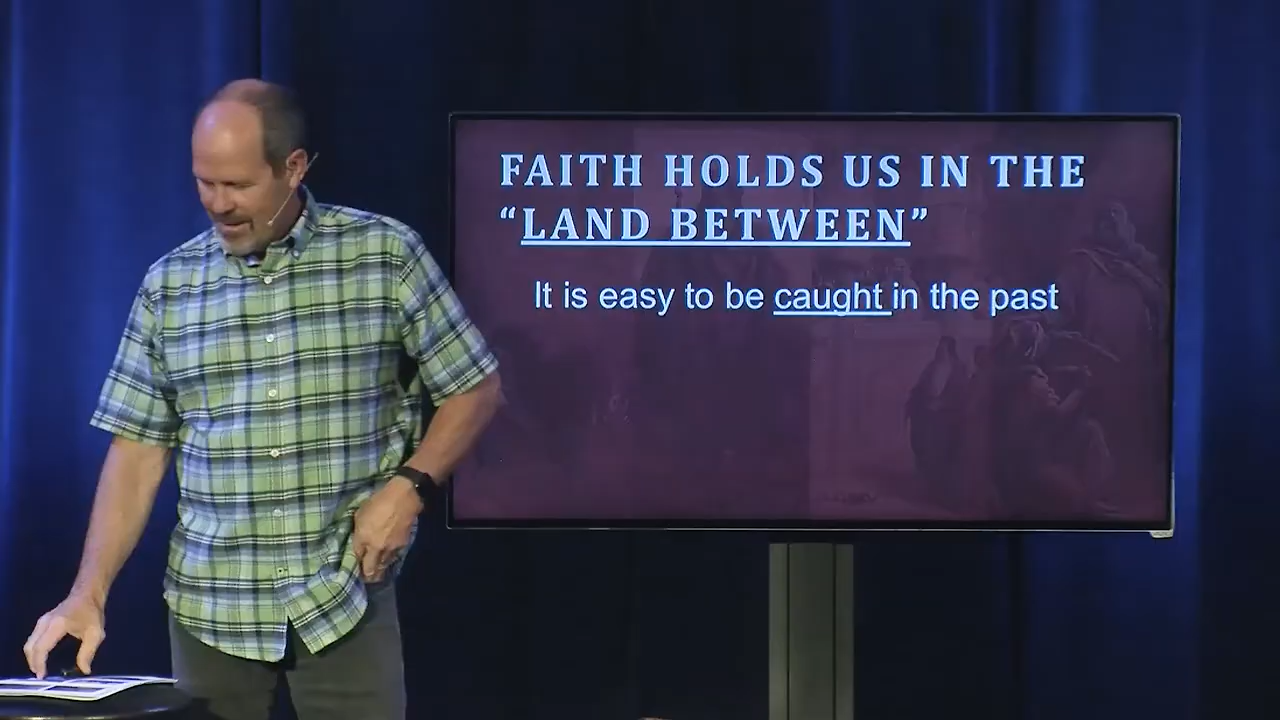 FAITH HOLDS US IN THE
“LAND BETWEEN”
It is easy to be caught in the past